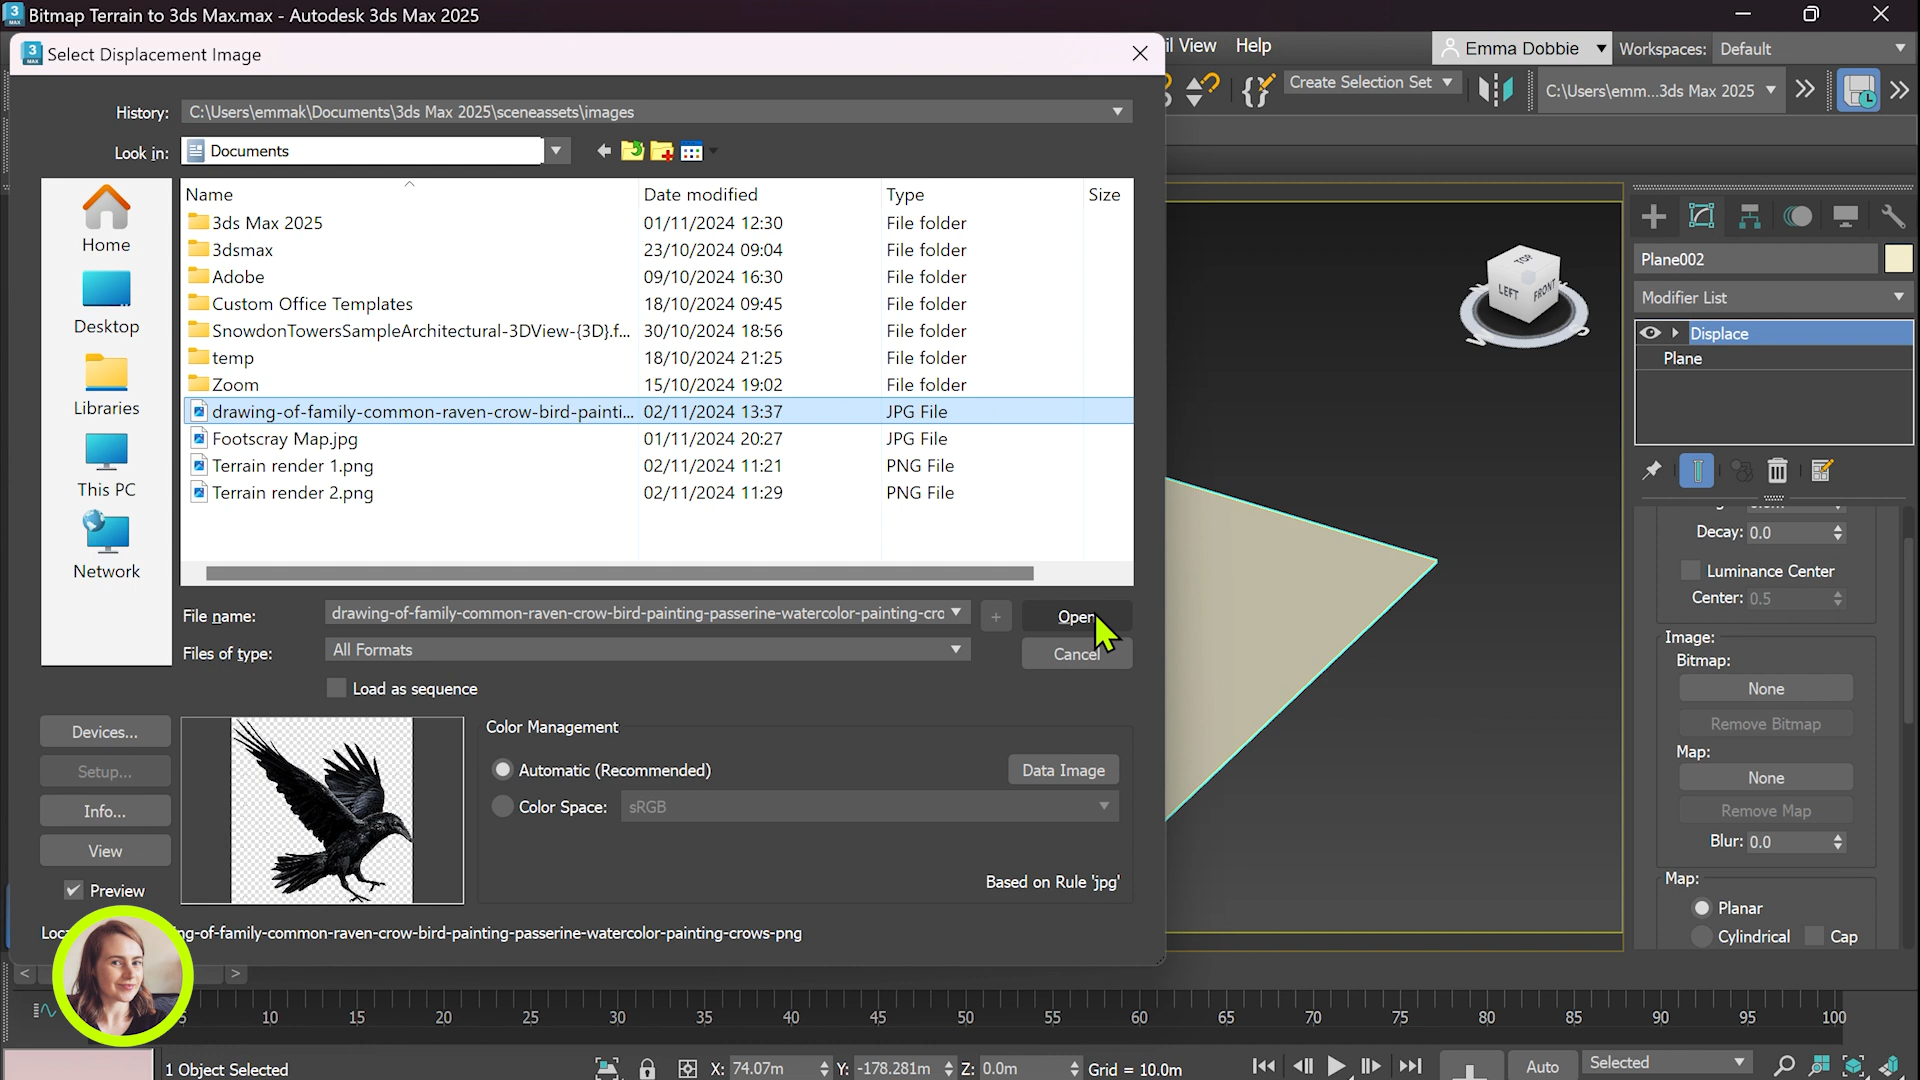 Bitmap Terrain to 3ds Max.max - Autodesk 3ds Max 2025
Select Displacement Image
View Help
Emma Dobbie
Workspaces: Default
Create Selection Set
C:\Users\emm...3ds Max 2025
History: C:\Users\emmak\Documents\3ds Max 2025\sceneassets\images
Look in: Documents
Name Date modified Type Size
3ds Max 2025 01/11/2024 12:30 File folder
3dsmax 23/10/2024 09:04 File folder
Adobe 09/10/2024 16:30 File folder
Custom Office Templates 18/10/2024 09:45 File folder
SnowdonTowersSampleArchitectural-3DView-{3D}.f... 30/10/2024 18:56 File folder
temp 18/10/2024 21:25 File folder
Zoom 15/10/2024 19:02 File folder
drawing-of-family-common-raven-crow-bird-painti... 02/11/2024 13:37 JPG File
Footscray Map.jpg 01/11/2024 20:27 JPG File
Terrain render 1.png 02/11/2024 11:21 PNG File
Terrain render 2.png 02/11/2024 11:29 PNG File
Home
Desktop
Libraries
This PC
Network
File name: drawing-of-family-common-raven-crow-bird-painting-passerine-watercolor-painting-cro
Open
Files of type: All Formats
Cancel
Load as sequence
Devices...
Setup...
Info...
View
Preview
Color Management
Automatic (Recommended)
Data Image
Color Space: sRGB
Based on Rule 'jpg'
-of-family-common-raven-crow-bird-painting-passerine-watercolor-painting-crows-png
TOP
LEFT
FRONT
Plane002
Modifier List
Displace
Plane
Decay: 0.0
Luminance Center
Center: 0.5
Image:
Bitmap:
None
Remove Bitmap
Map:
None
Remove Map
Blur: 0.0
Map:
Planar
Cylindrical Cap
< >
5 10 15 20 25 30 35 40 45 50 55 60 65 70 75 80 85 90 95 100
1 Object Selected
X: 74.07m Y: -178.281m Z: 0.0m Grid = 10.0m
Auto
Selected